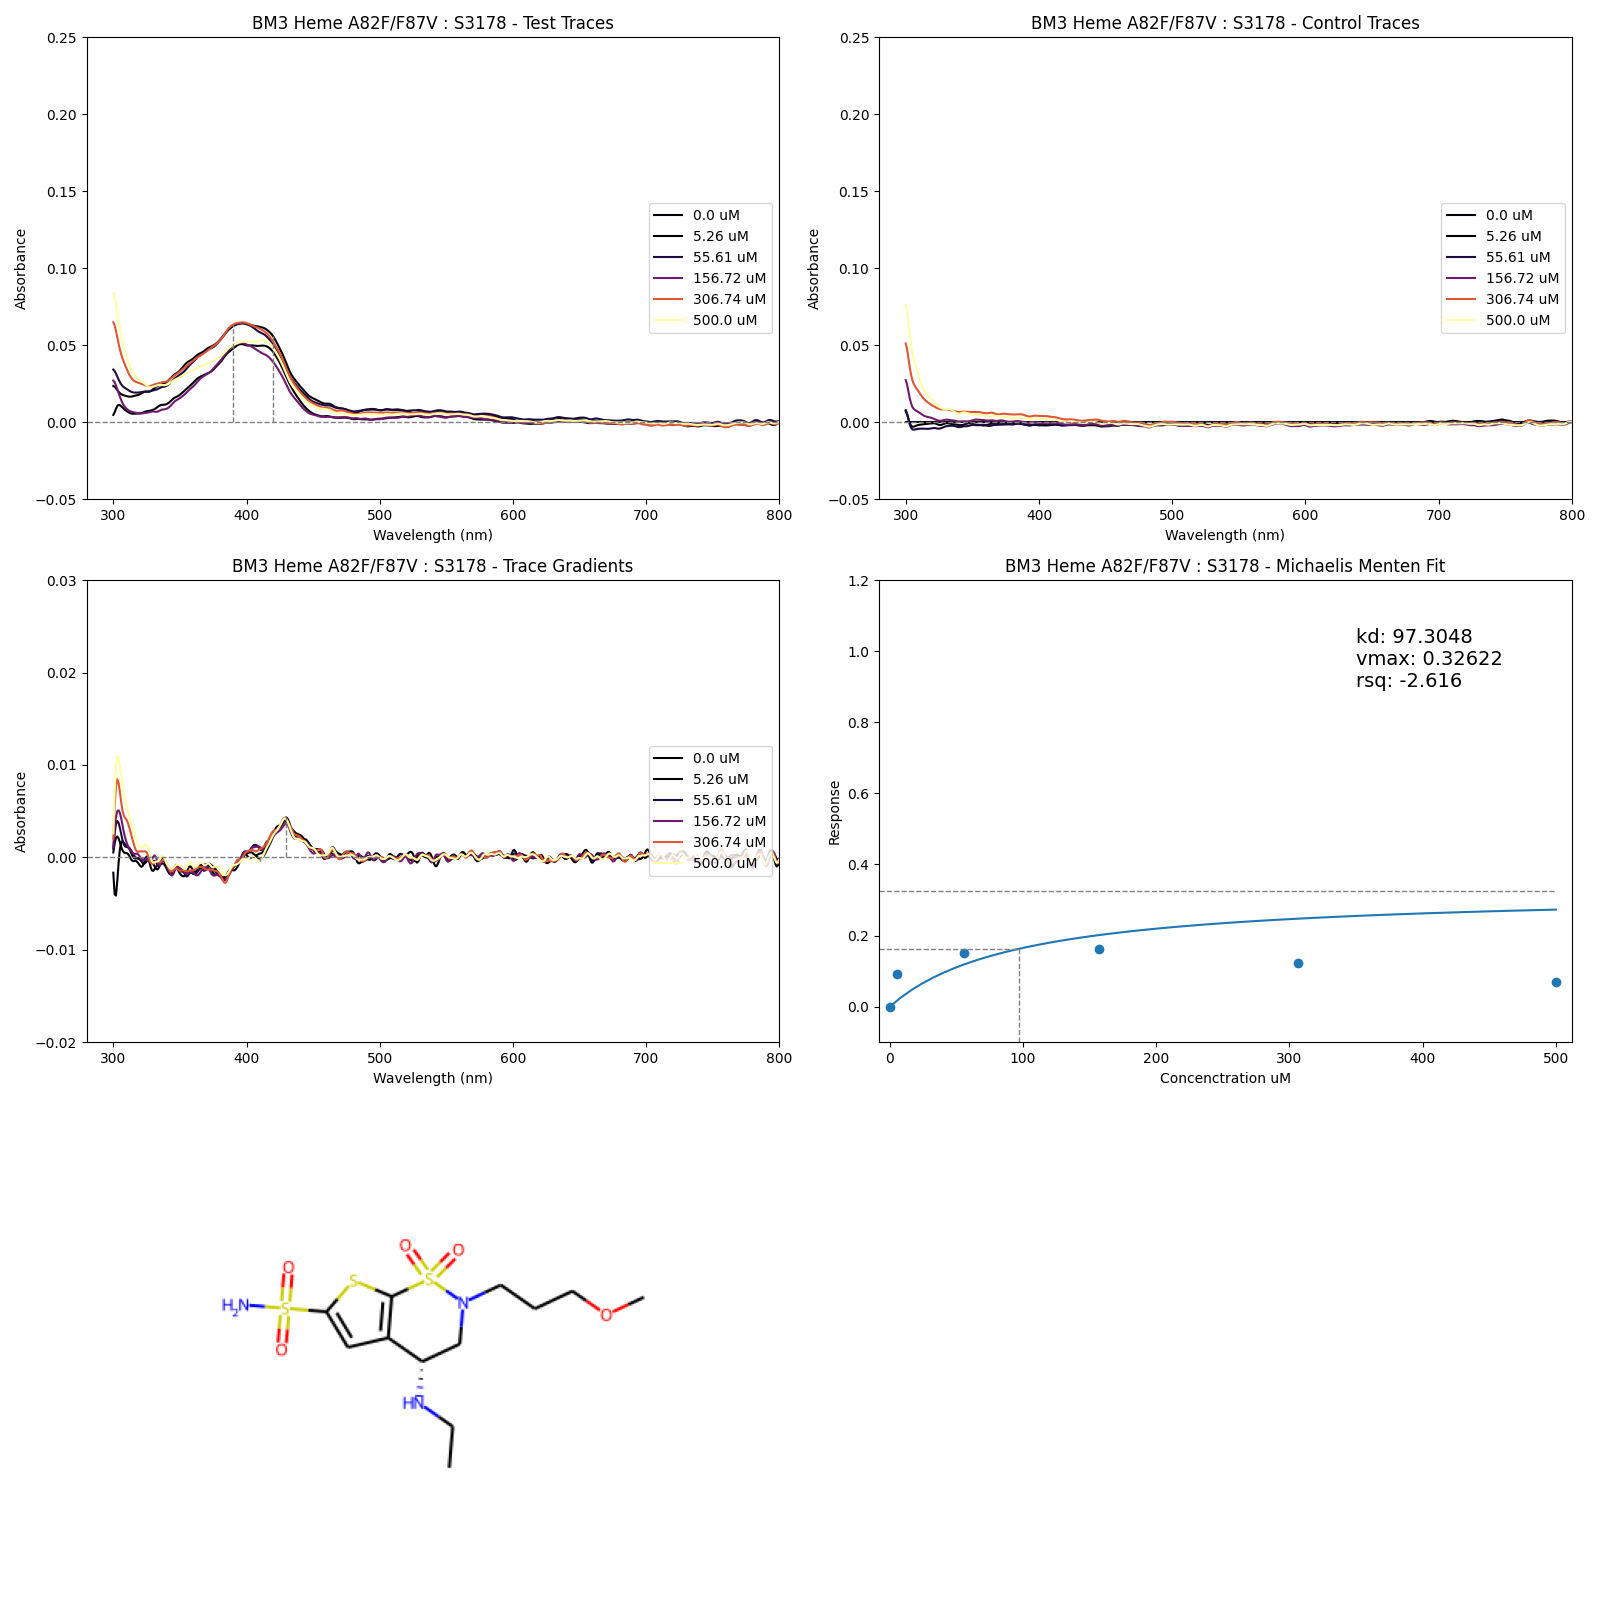 BM3 Heme A82F/F87V : S3178 - Test Traces
0.25
0.20
0.15
0.10
0.05
0.00
−0.05
Absorbance
300 400 500 600 700 800
Wavelength (nm)
0.0 uM
5.26 uM
55.61 uM
156.72 uM
306.74 uM
500.0 uM
BM3 Heme A82F/F87V : S3178 - Control Traces
0.25
0.20
0.15
0.10
0.05
0.00
−0.05
Absorbance
300 400 500 600 700 800
Wavelength (nm)
0.0 uM
5.26 uM
55.61 uM
156.72 uM
306.74 uM
500.0 uM
BM3 Heme A82F/F87V : S3178 - Trace Gradients
0.03
0.02
0.01
0.00
−0.01
−0.02
Absorbance
300 400 500 600 700 800
Wavelength (nm)
0.0 uM
5.26 uM
55.61 uM
156.72 uM
306.74 uM
500.0 uM
BM3 Heme A82F/F87V : S3178 - Michaelis Menten Fit
1.2
1.0
0.8
0.6
0.4
0.2
0.0
Response
kd: 97.3048
vmax: 0.32622
rsq: -2.616
0 100 200 300 400 500
Concenctration uM
O O
O S S
H2N S N
O O
HN